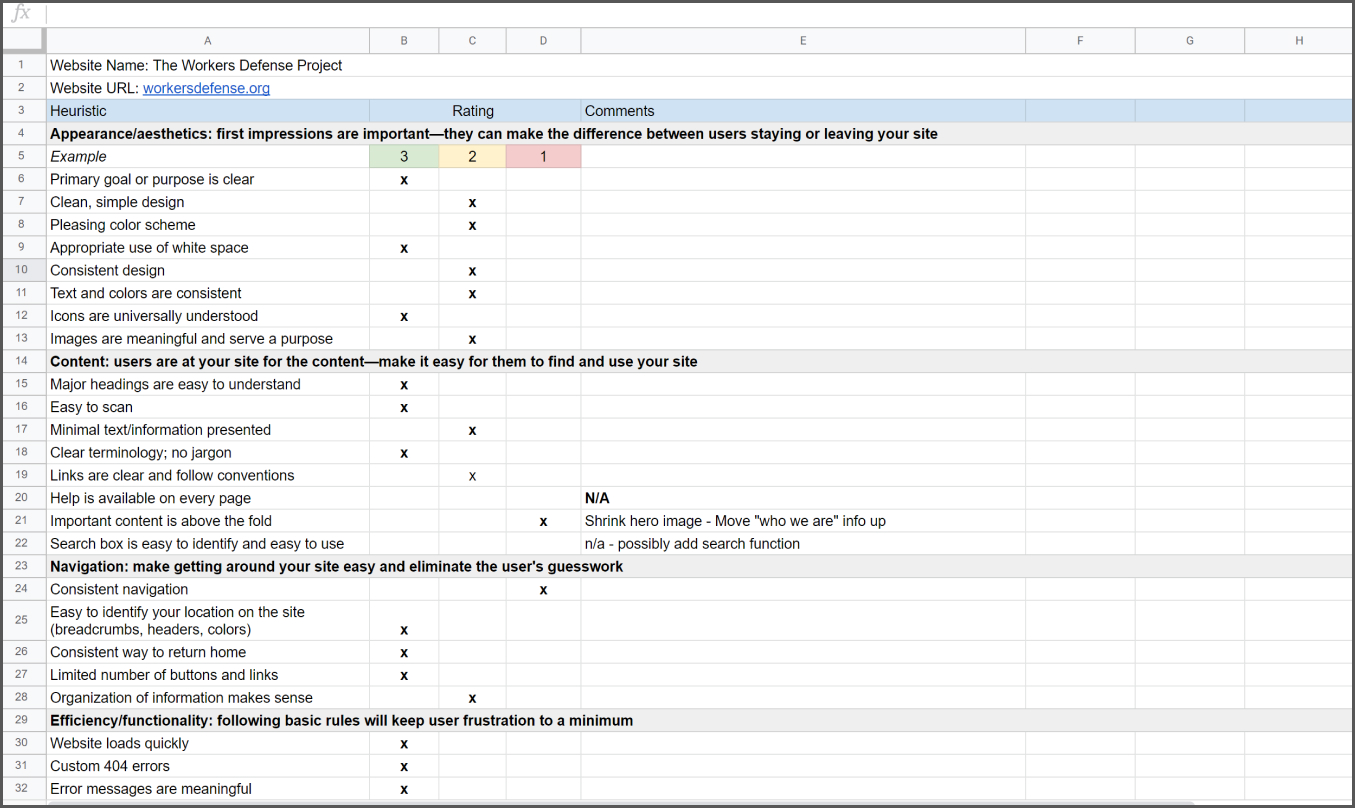 fx
A B C D E F G H
1 Website Name: The Workers Defense Project
2 Website URL: workersdefense.org
3 Heuristic Rating Comments
4 Appearance/aesthetics: first impressions are important—they can make the difference between users staying or leaving your site
5 Example 3 2 1
6 Primary goal or purpose is clear x
7 Clean, simple design x
8 Pleasing color scheme x
9 Appropriate use of white space x
10 Consistent design x
11 Text and colors are consistent x
12 Icons are universally understood x
13 Images are meaningful and serve a purpose x
14 Content: users are at your site for the content—make it easy for them to find and use your site
15 Major headings are easy to understand x
16 Easy to scan x
17 Minimal text/information presented x
18 Clear terminology; no jargon x
19 Links are clear and follow conventions x
20 Help is available on every page N/A
21 Important content is above the fold x Shrink hero image - Move "who we are" info up
22 Search box is easy to identify and easy to use n/a - possibly add search function
23 Navigation: make getting around your site easy and eliminate the user's guesswork
24 Consistent navigation x
25 Easy to identify your location on the site
(breadcrumbs, headers, colors) x
26 Consistent way to return home x
27 Limited number of buttons and links x
28 Organization of information makes sense x
29 Efficiency/functionality: following basic rules will keep user frustration to a minimum
30 Website loads quickly x
31 Custom 404 errors x
32 Error messages are meaningful x